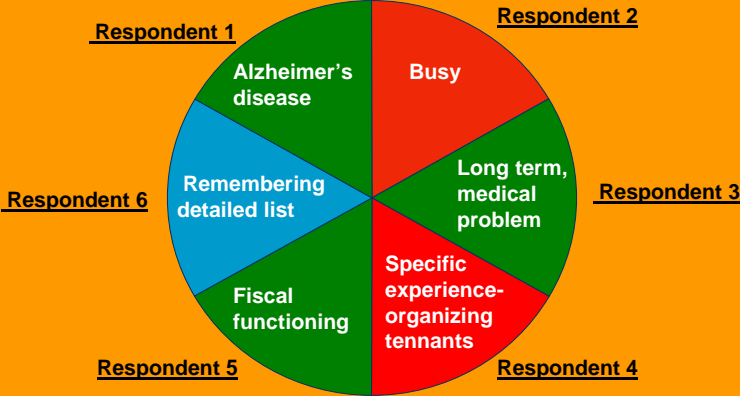 Respondent 1
Respondent 2
Alzheimer's
disease
Busy
Long term,
medical
problem
Respondent 3
Remembering
detailed list
Respondent 6
Specific
experience-
organizing
tennants
Fiscal
functioning
Respondent 5
Respondent 4